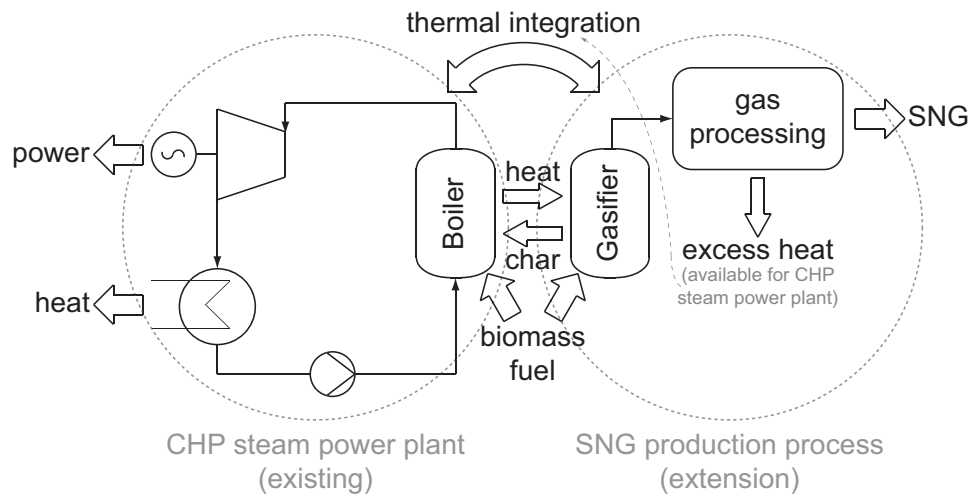 thermal integration
gas
processing
SNG
power
Boiler
heat
char
Gasifier
excess heat
(available for CHP
steam power plant)
heat
biomass
fuel
CHP steam power plant
(existing)
SNG production process
(extension)